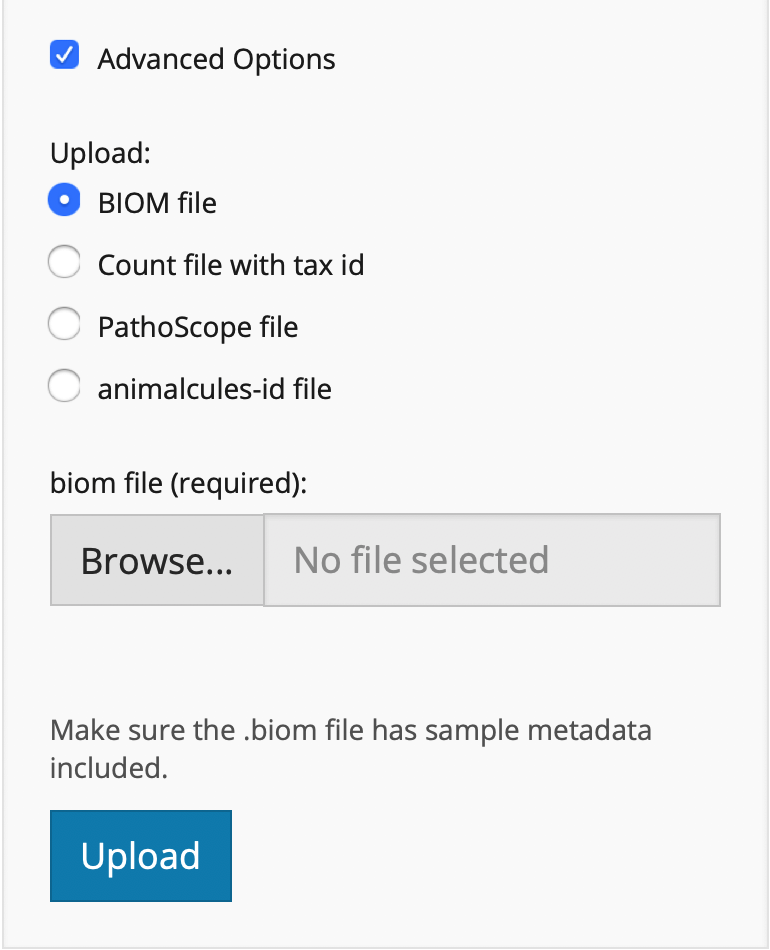 Advanced Options
Upload:
BIOM file
Count file with tax id
PathoScope file
animalcules-id file
biom file (required):
Browse... No file selected
Make sure the .biom file has sample metadata
included.
Upload